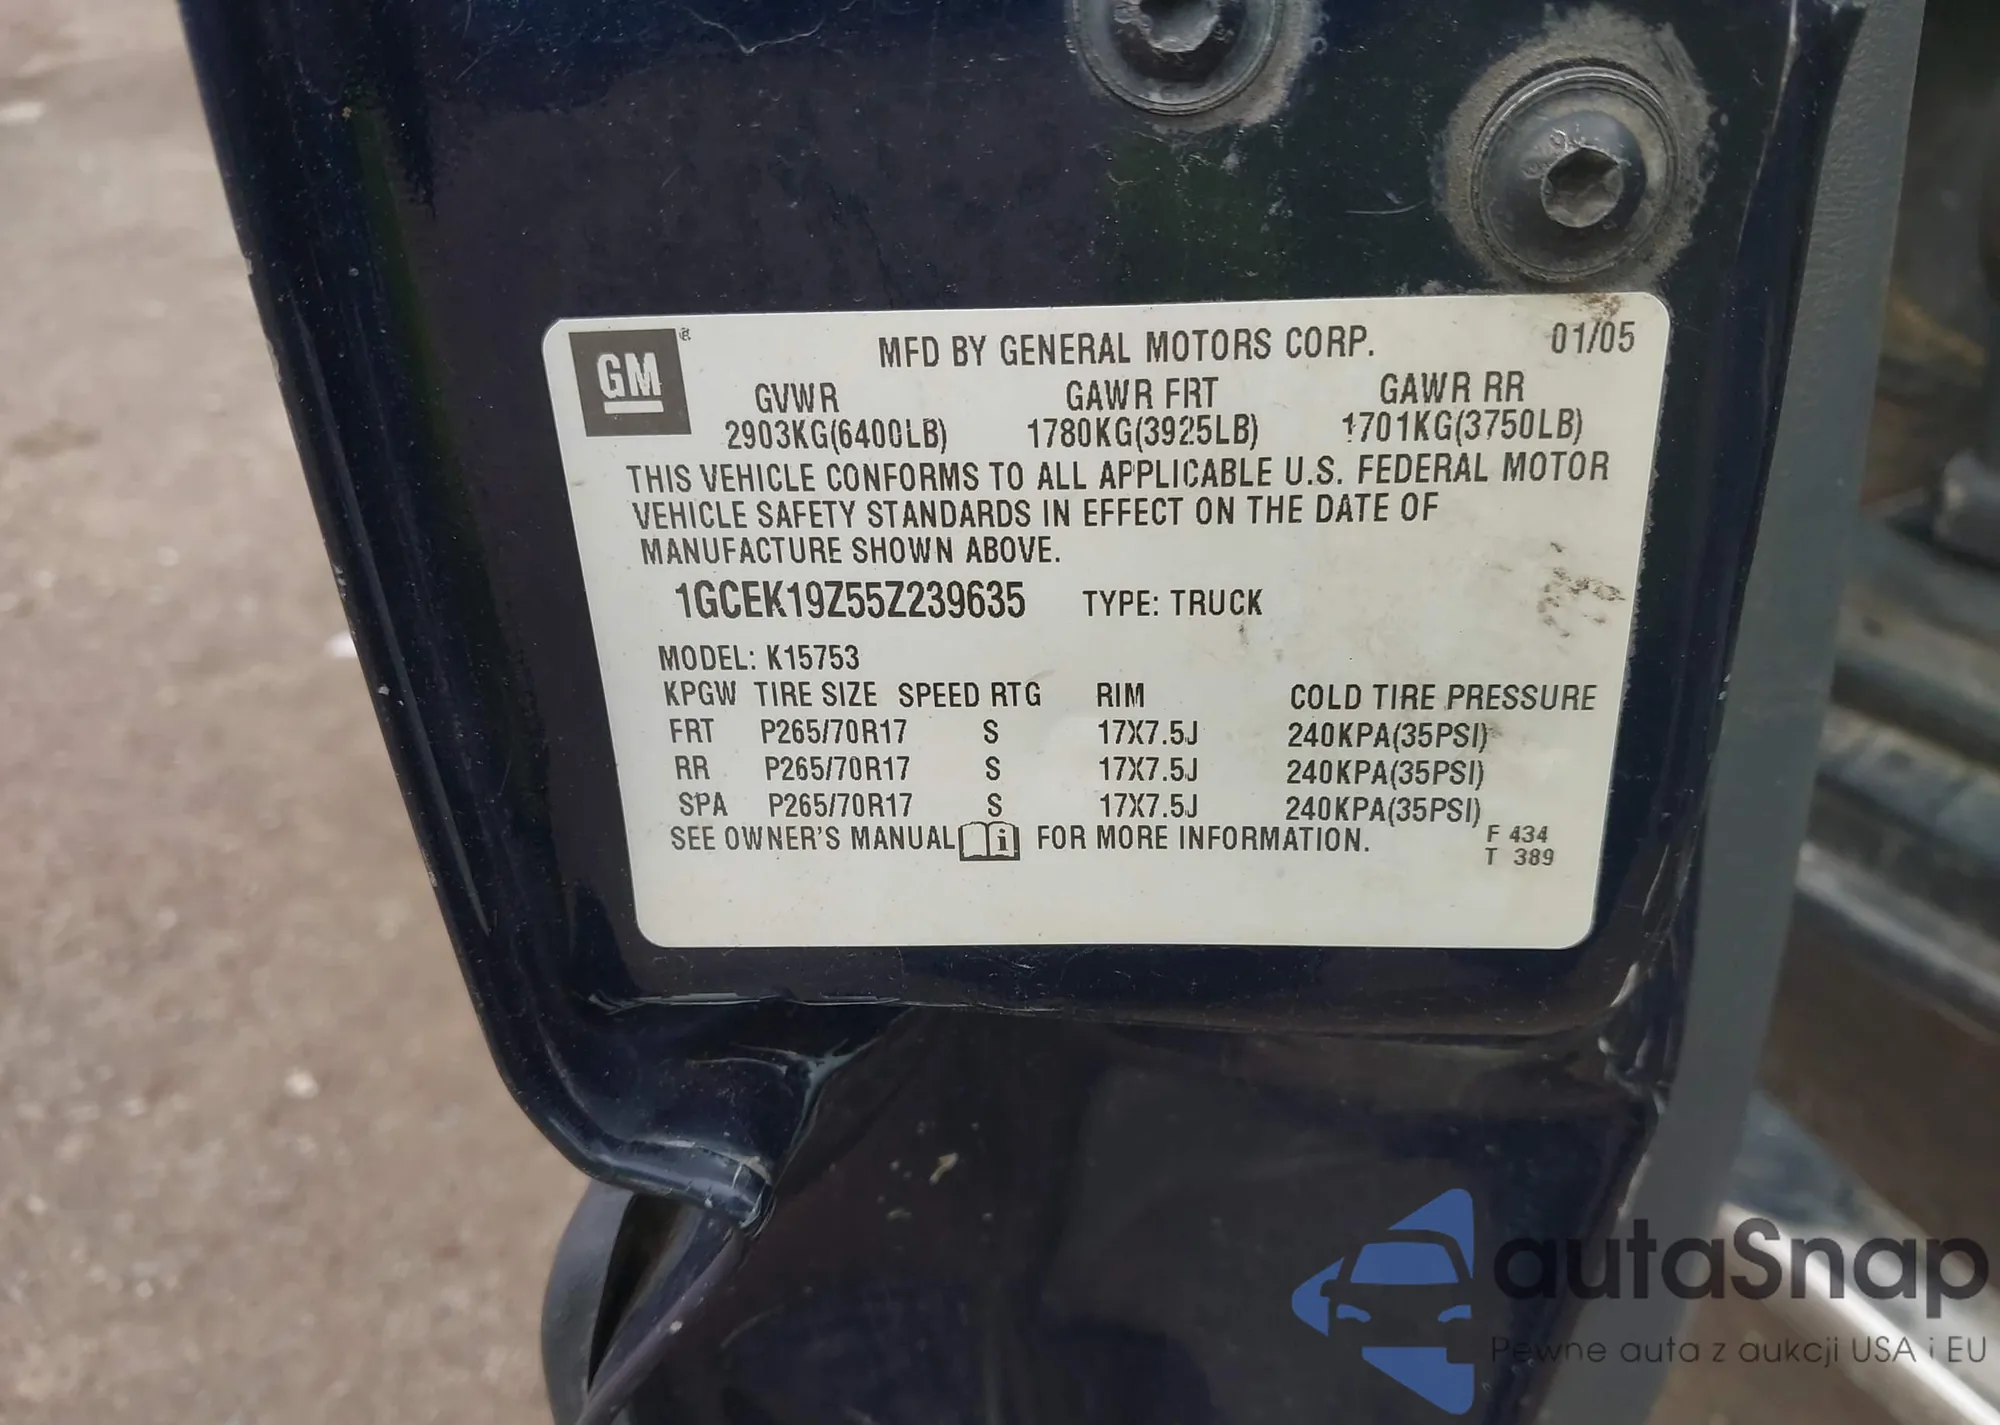 GM ®
MFD BY GENERAL MOTORS CORP. 01/05
GVWR GAWR FRT GAWR RR
2903KG(6400LB) 1780KG(3925LB) 1701KG(3750LB)
THIS VEHICLE CONFORMS TO ALL APPLICABLE U.S. FEDERAL MOTOR
VEHICLE SAFETY STANDARDS IN EFFECT ON THE DATE OF
MANUFACTURE SHOWN ABOVE.
1GCEK19Z55Z239635 TYPE: TRUCK
MODEL: K15753
KPGW TIRE SIZE SPEED RTG RIM COLD TIRE PRESSURE
FRT P265/70R17 S 17X7.5J 240KPA(35PSI)
RR P265/70R17 S 17X7.5J 240KPA(35PSI)
SPA P265/70R17 S 17X7.5J 240KPA(35PSI)
SEE OWNER'S MANUAL i FOR MORE INFORMATION.
F 434
T 389
autaSnap
Pewne auta z aukcji USA i EU